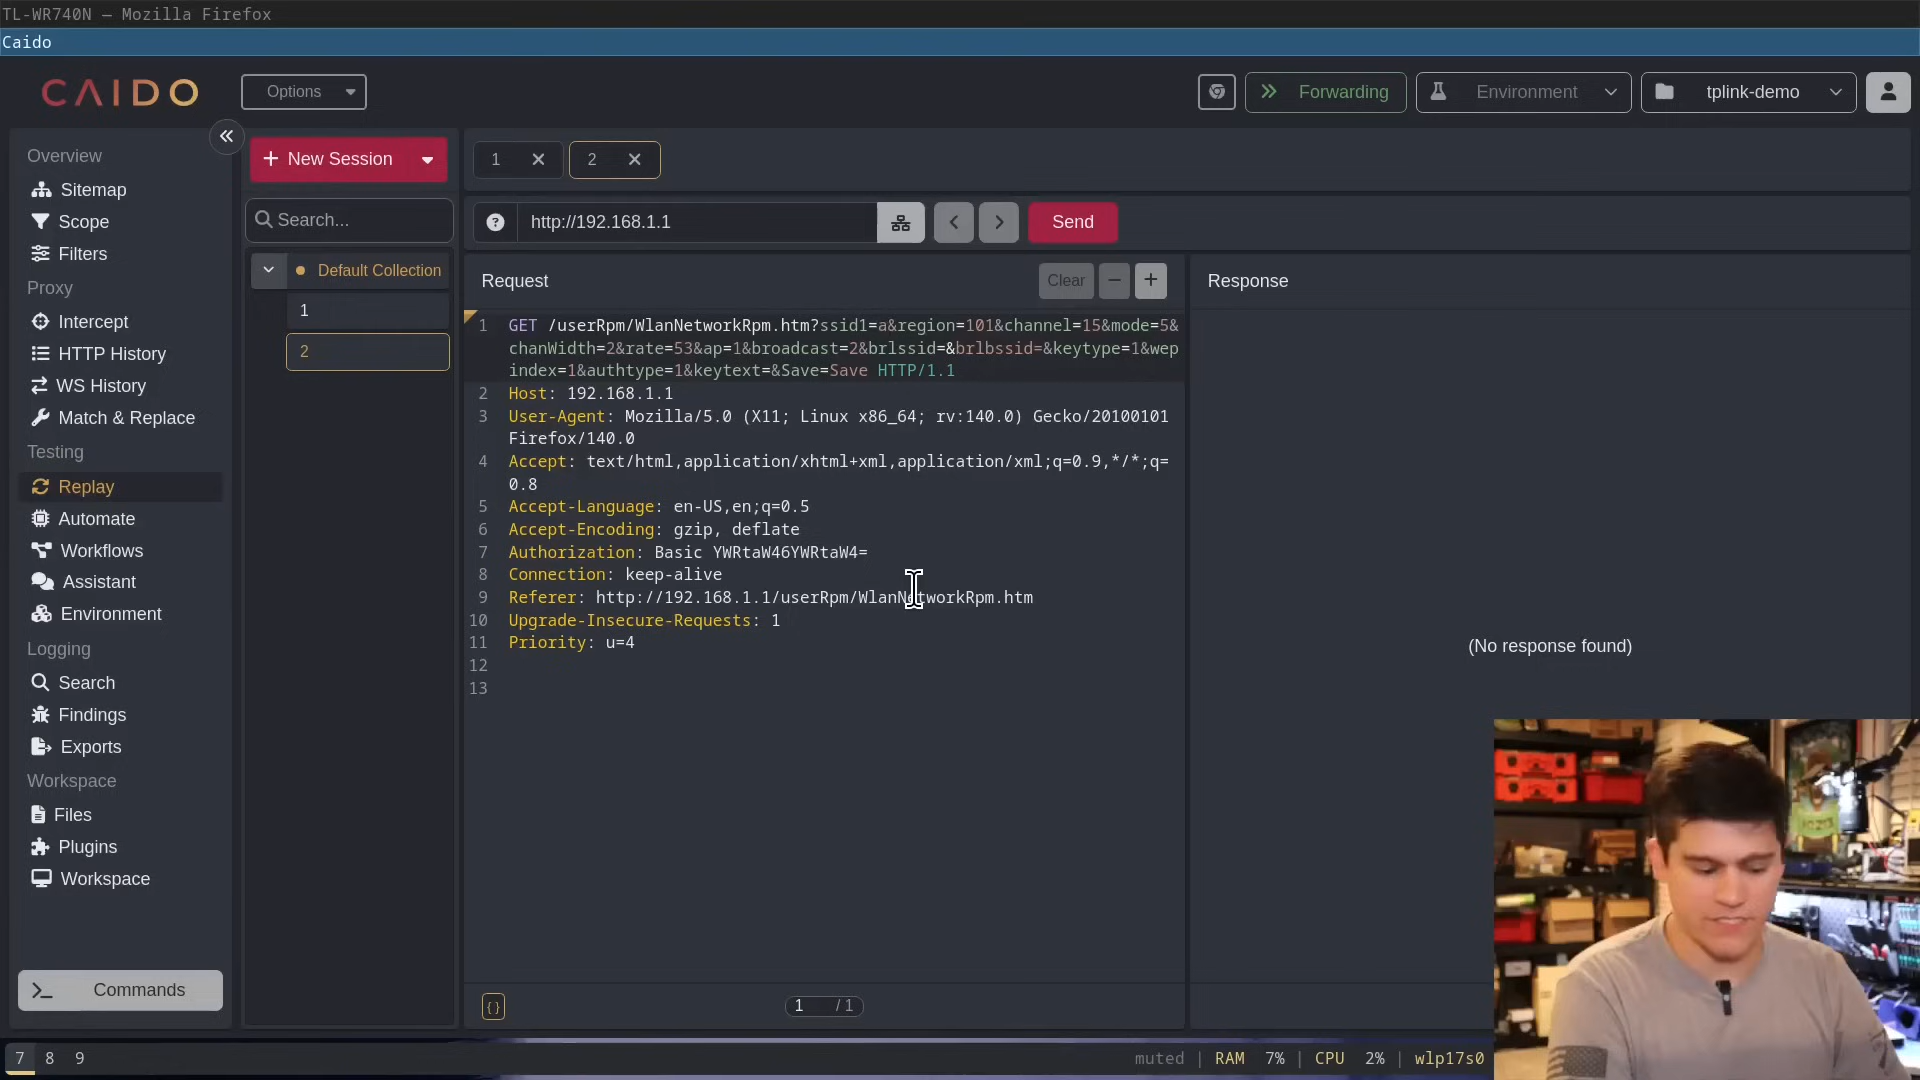 TL-WR740N — Mozilla Firefox
Caido
CAIDO
Options
Forwarding
Environment
tplink-demo
Overview
Sitemap
Scope
Filters
Proxy
Intercept
HTTP History
WS History
Match & Replace
Testing
Replay
Automate
Workflows
Assistant
Environment
Logging
Search
Findings
Exports
Workspace
Files
Plugins
Workspace
Commands
New Session
Search...
Default Collection
1
2
1
2
http://192.168.1.1
Send
Request
Clear
1 GET /userRpm/WlanNetworkRpm.htm?ssid1=a&region=101&channel=15&mode=5&
chanWidth=2&rate=53&ap=1&broadcast=2&brlssid=&brlbssid=&keytype=1&wep
index=1&authtype=1&keytext=&Save=Save HTTP/1.1
2 Host: 192.168.1.1
3 User-Agent: Mozilla/5.0 (X11; Linux x86_64; rv:140.0) Gecko/20100101
Firefox/140.0
4 Accept: text/html,application/xhtml+xml,application/xml;q=0.9,*/*;q=
0.8
5 Accept-Language: en-US,en;q=0.5
6 Accept-Encoding: gzip, deflate
7 Authorization: Basic YWRtaW46YWRtaW4=
8 Connection: keep-alive
9 Referer: http://192.168.1.1/userRpm/WlanNetworkRpm.htm
10 Upgrade-Insecure-Requests: 1
11 Priority: u=4
12
13
{}
1 / 1
Response
(No response found)
7 8 9
muted | RAM 7% | CPU 2% | wlp17s0